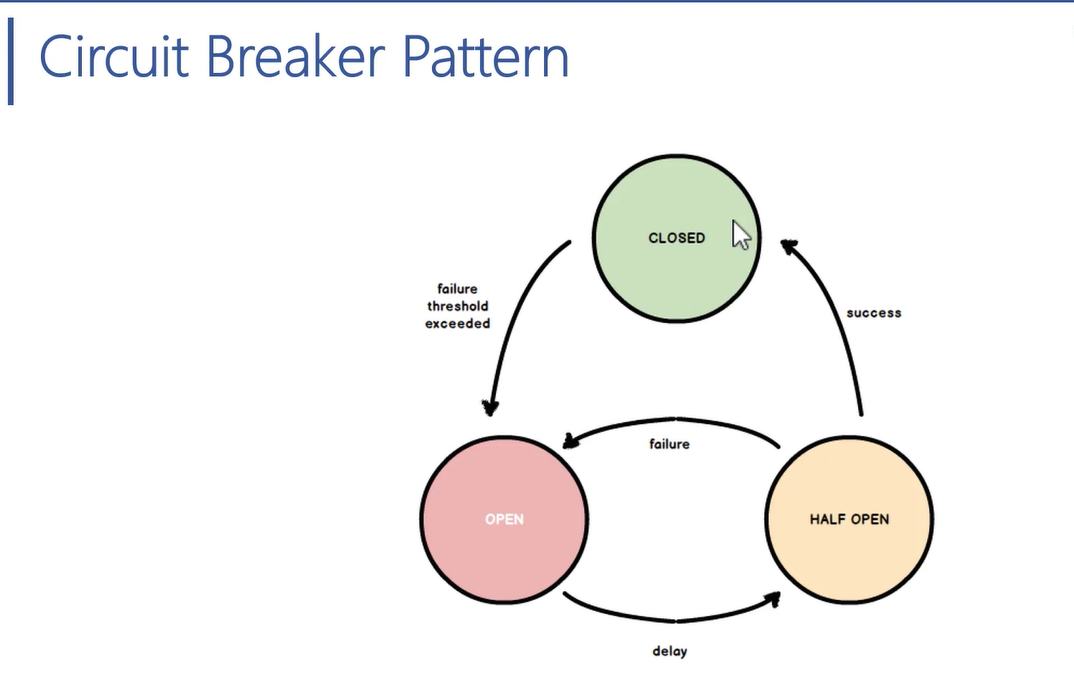 Circuit Breaker Pattern
CLOSED
failure
threshold
exceeded
success
failure
OPEN
HALF OPEN
delay